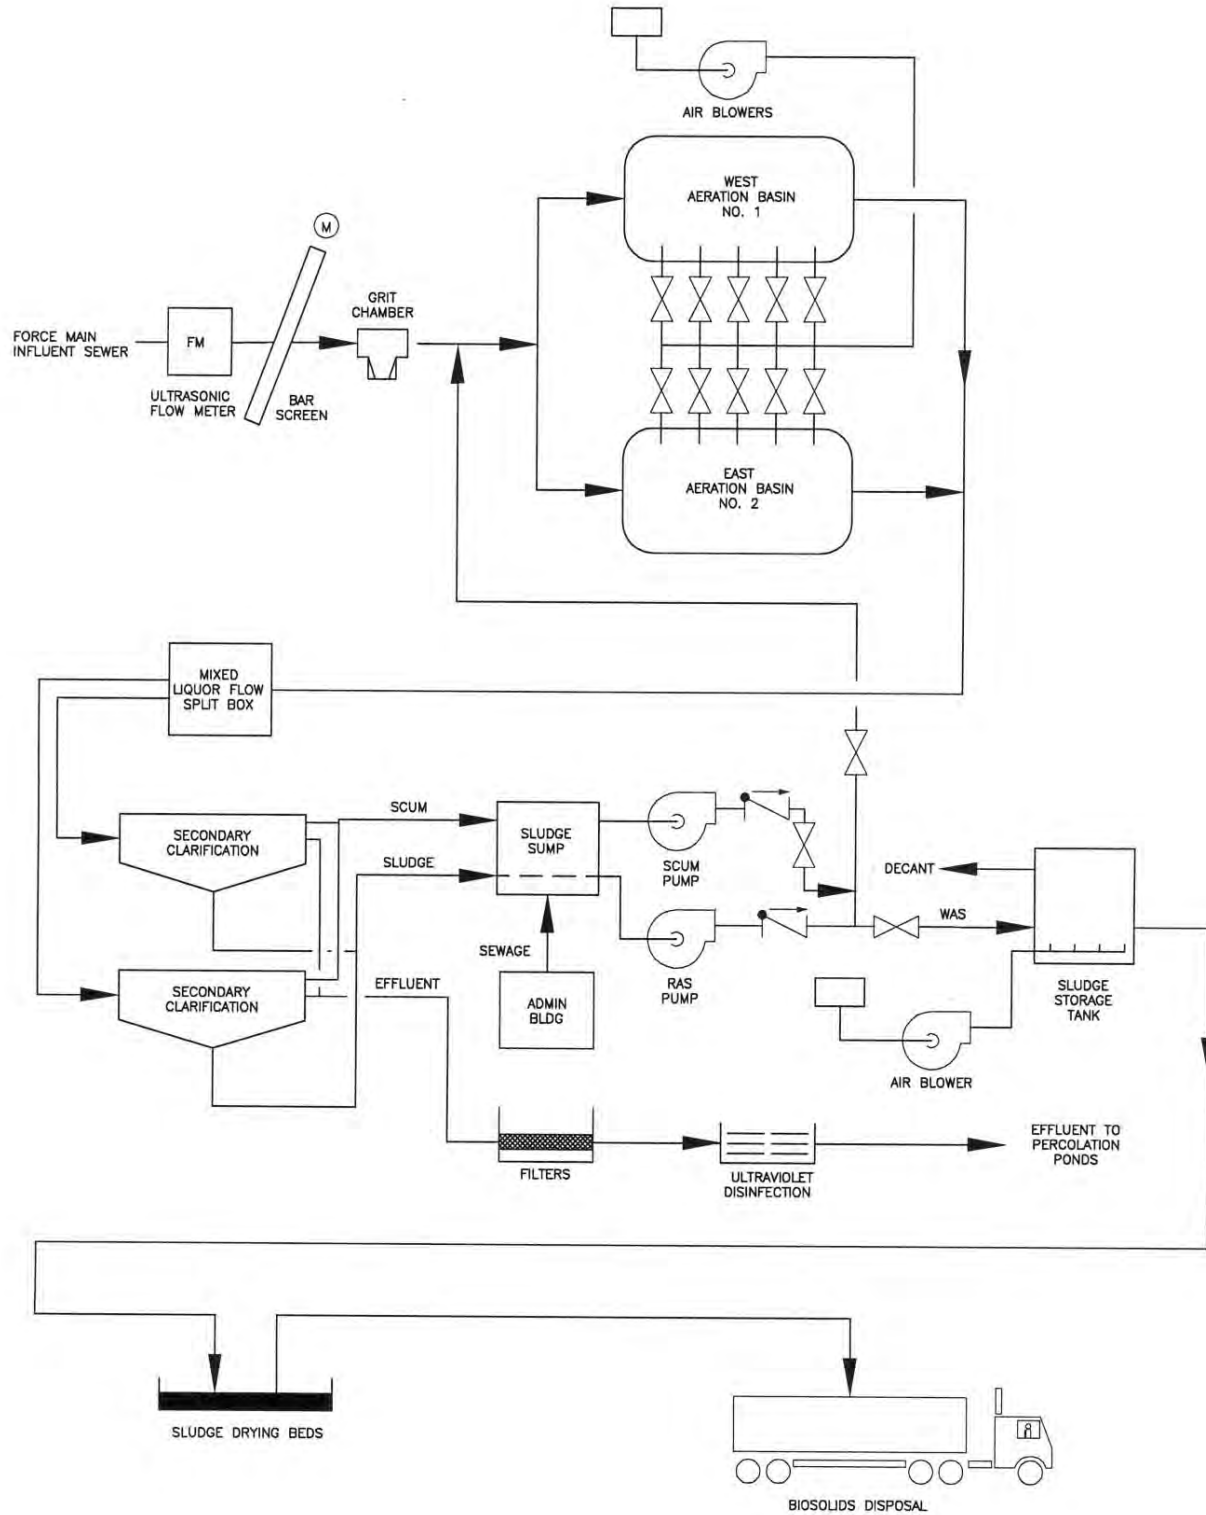 AIR BLOWERS
WEST
AERATION BASIN
NO. 1
M
GRIT
CHAMBER
FORCE MAIN
INFLUENT SEWER
FM
ULTRASONIC
FLOW METER
BAR
SCREEN
EAST
AERATION BASIN
NO. 2
MIXED
LIQUOR FLOW
SPLIT BOX
SCUM
SECONDARY
CLARIFICATION
SLUDGE
SUMP
SLUDGE
SCUM
PUMP
DECANT
WAS
SEWAGE
SECONDARY
CLARIFICATION
EFFLUENT
ADMIN
BLDG
RAS
PUMP
SLUDGE
STORAGE
TANK
AIR BLOWER
FILTERS
ULTRAVIOLET
DISINFECTION
EFFLUENT TO
PERCOLATION
PONDS
SLUDGE DRYING BEDS
BIOSOLIDS DISPOSAL